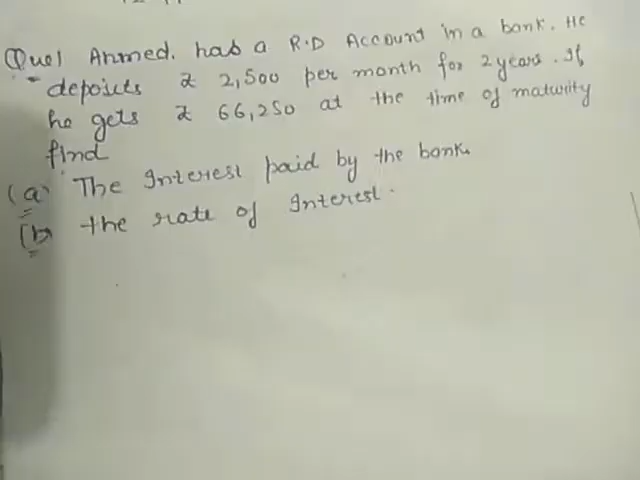 Que1 Ahmed. has a R.D Account in a bank. He
deposits ₹ 2,500 per month for 2 years. If
he gets ₹ 66,250 at the time of maturity
find
(a) The Interest paid by the bank.
(b) the rate of Interest.